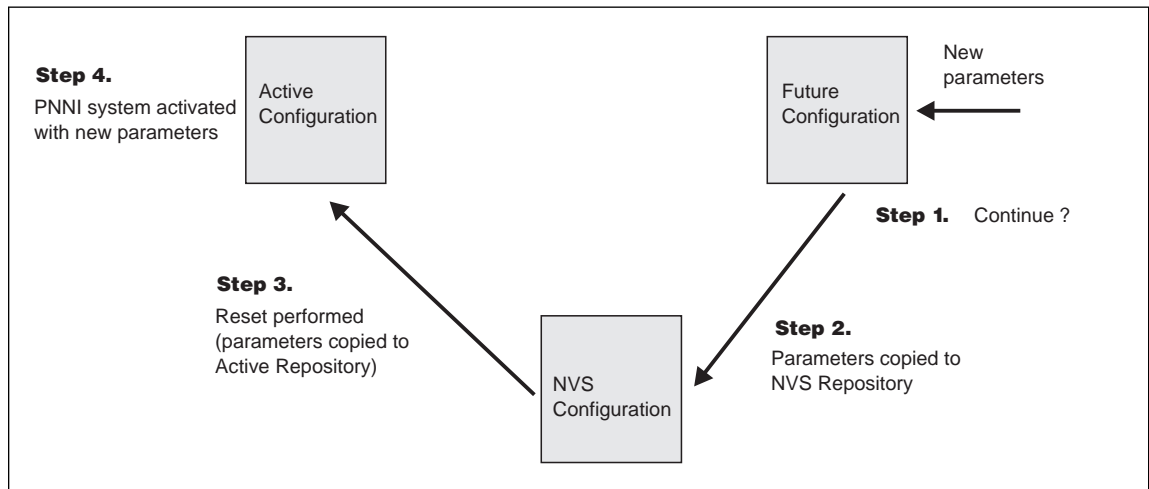 Step 4.
PNNI system activated
with new parameters
Active
Configuration
Future
Configuration
New
parameters
Step 1. Continue ?
Step 3.
Reset performed
(parameters copied to
Active Repository)
Step 2.
Parameters copied to
NVS Repository
NVS
Configuration